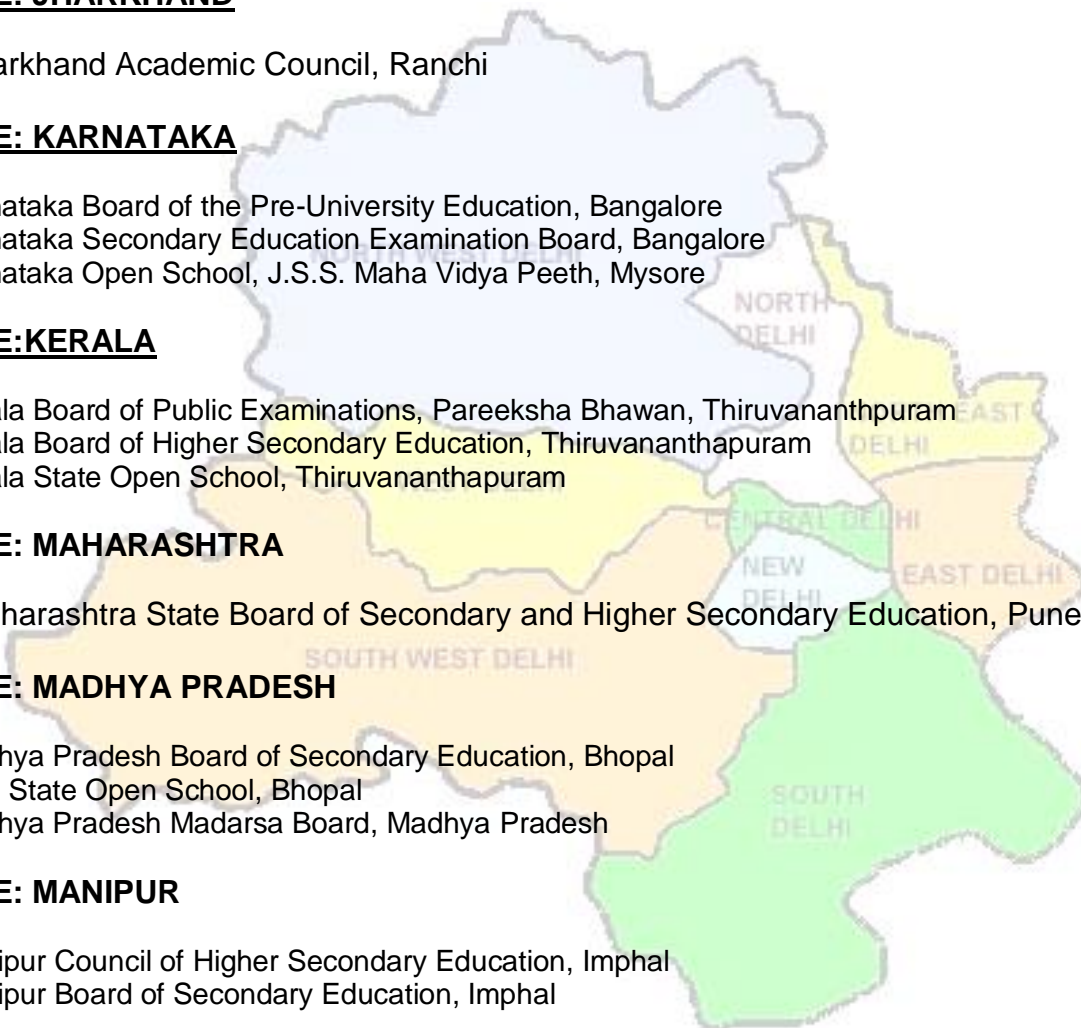 E: JHARKHAND
arkhand Academic Council, Ranchi
E: KARNATAKA
nataka Board of the Pre-University Education, Bangalore
nataka Secondary Education Examination Board, Bangalore
nataka Open School, J.S.S. Maha Vidya Peeth, Mysore
E:KERALA
ala Board of Public Examinations, Pareeksha Bhawan, Thiruvananthpuram
ala Board of Higher Secondary Education, Thiruvananthapuram
ala State Open School, Thiruvananthapuram
E: MAHARASHTRA
harashtra State Board of Secondary and Higher Secondary Education, Pune
E: MADHYA PRADESH
hya Pradesh Board of Secondary Education, Bhopal
State Open School, Bhopal
hya Pradesh Madarsa Board, Madhya Pradesh
E: MANIPUR
ipur Council of Higher Secondary Education, Imphal
ipur Board of Secondary Education, Imphal
NORTH WEST DELHI
NORTH
DELHI
EAST
DELHI
WEST DELHI
CENTRAL DELHI
NEW
DELHI
EAST DELHI
SOUTH WEST DELHI
SOUTH
DELHI